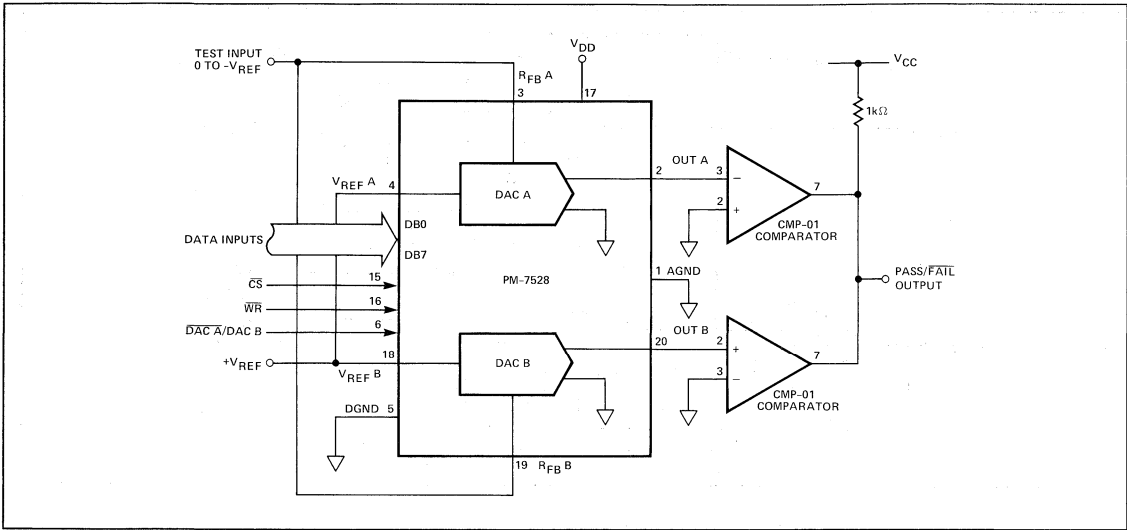 TEST INPUT
0 TO -VREF
RFB A
3
VDD
17
VCC
1kΩ
VREF A
4
DAC A
2
OUT A
3
−
2
+
7
CMP-01
COMPARATOR
DATA INPUTS
DB0
DB7
PM-7528
1 AGND
PASS/FAIL
OUTPUT
CS
15
WR
16
DAC A/DAC B
6
+VREF
18
VREF B
DAC B
20
OUT B
2
+
3
−
7
CMP-01
COMPARATOR
DGND 5
19 RFB B